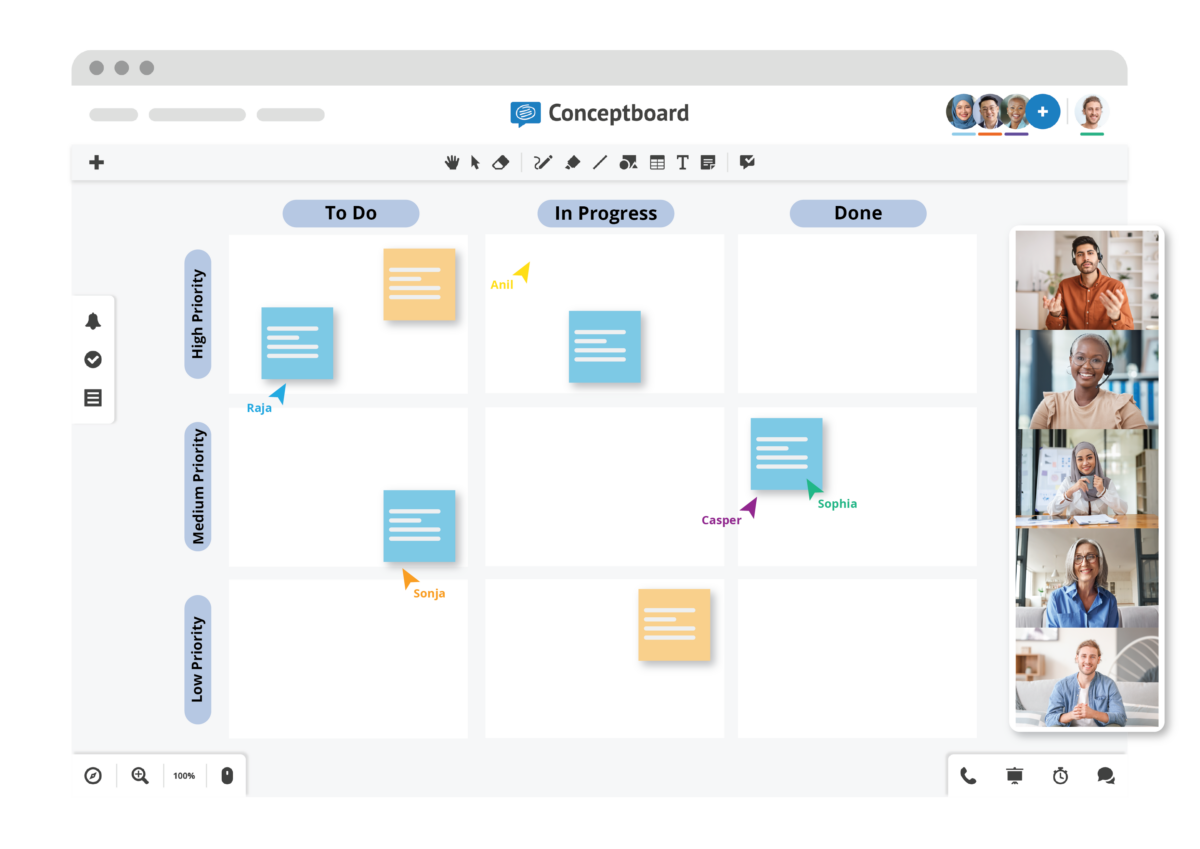 Conceptboard
To Do
In Progress
Done
High Priority
Anil
Raja
Medium Priority
Casper
Sophia
Sonja
Low Priority
100%